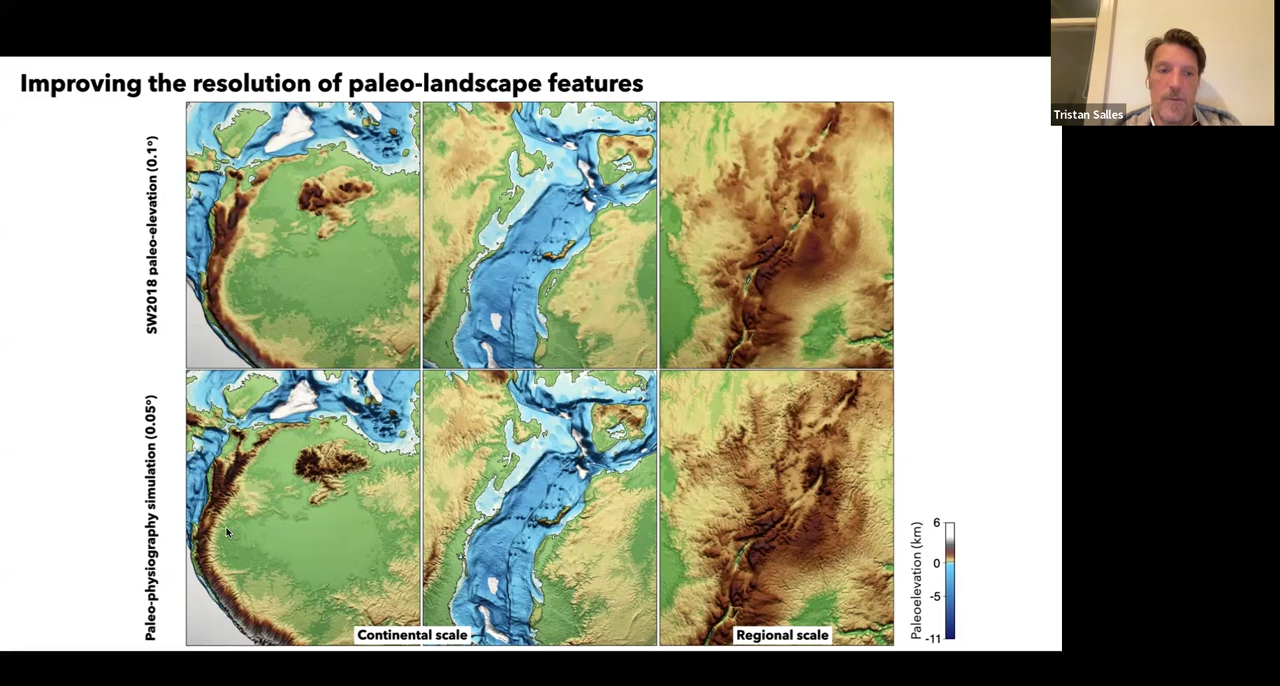 Improving the resolution of paleo-landscape features
Tristan Salles
SW2018 paleo-elevation (0.1°)
Paleo-physiography simulation (0.05°)
Continental scale
Regional scale
Paleoelevation (km)
6
0
-5
-11